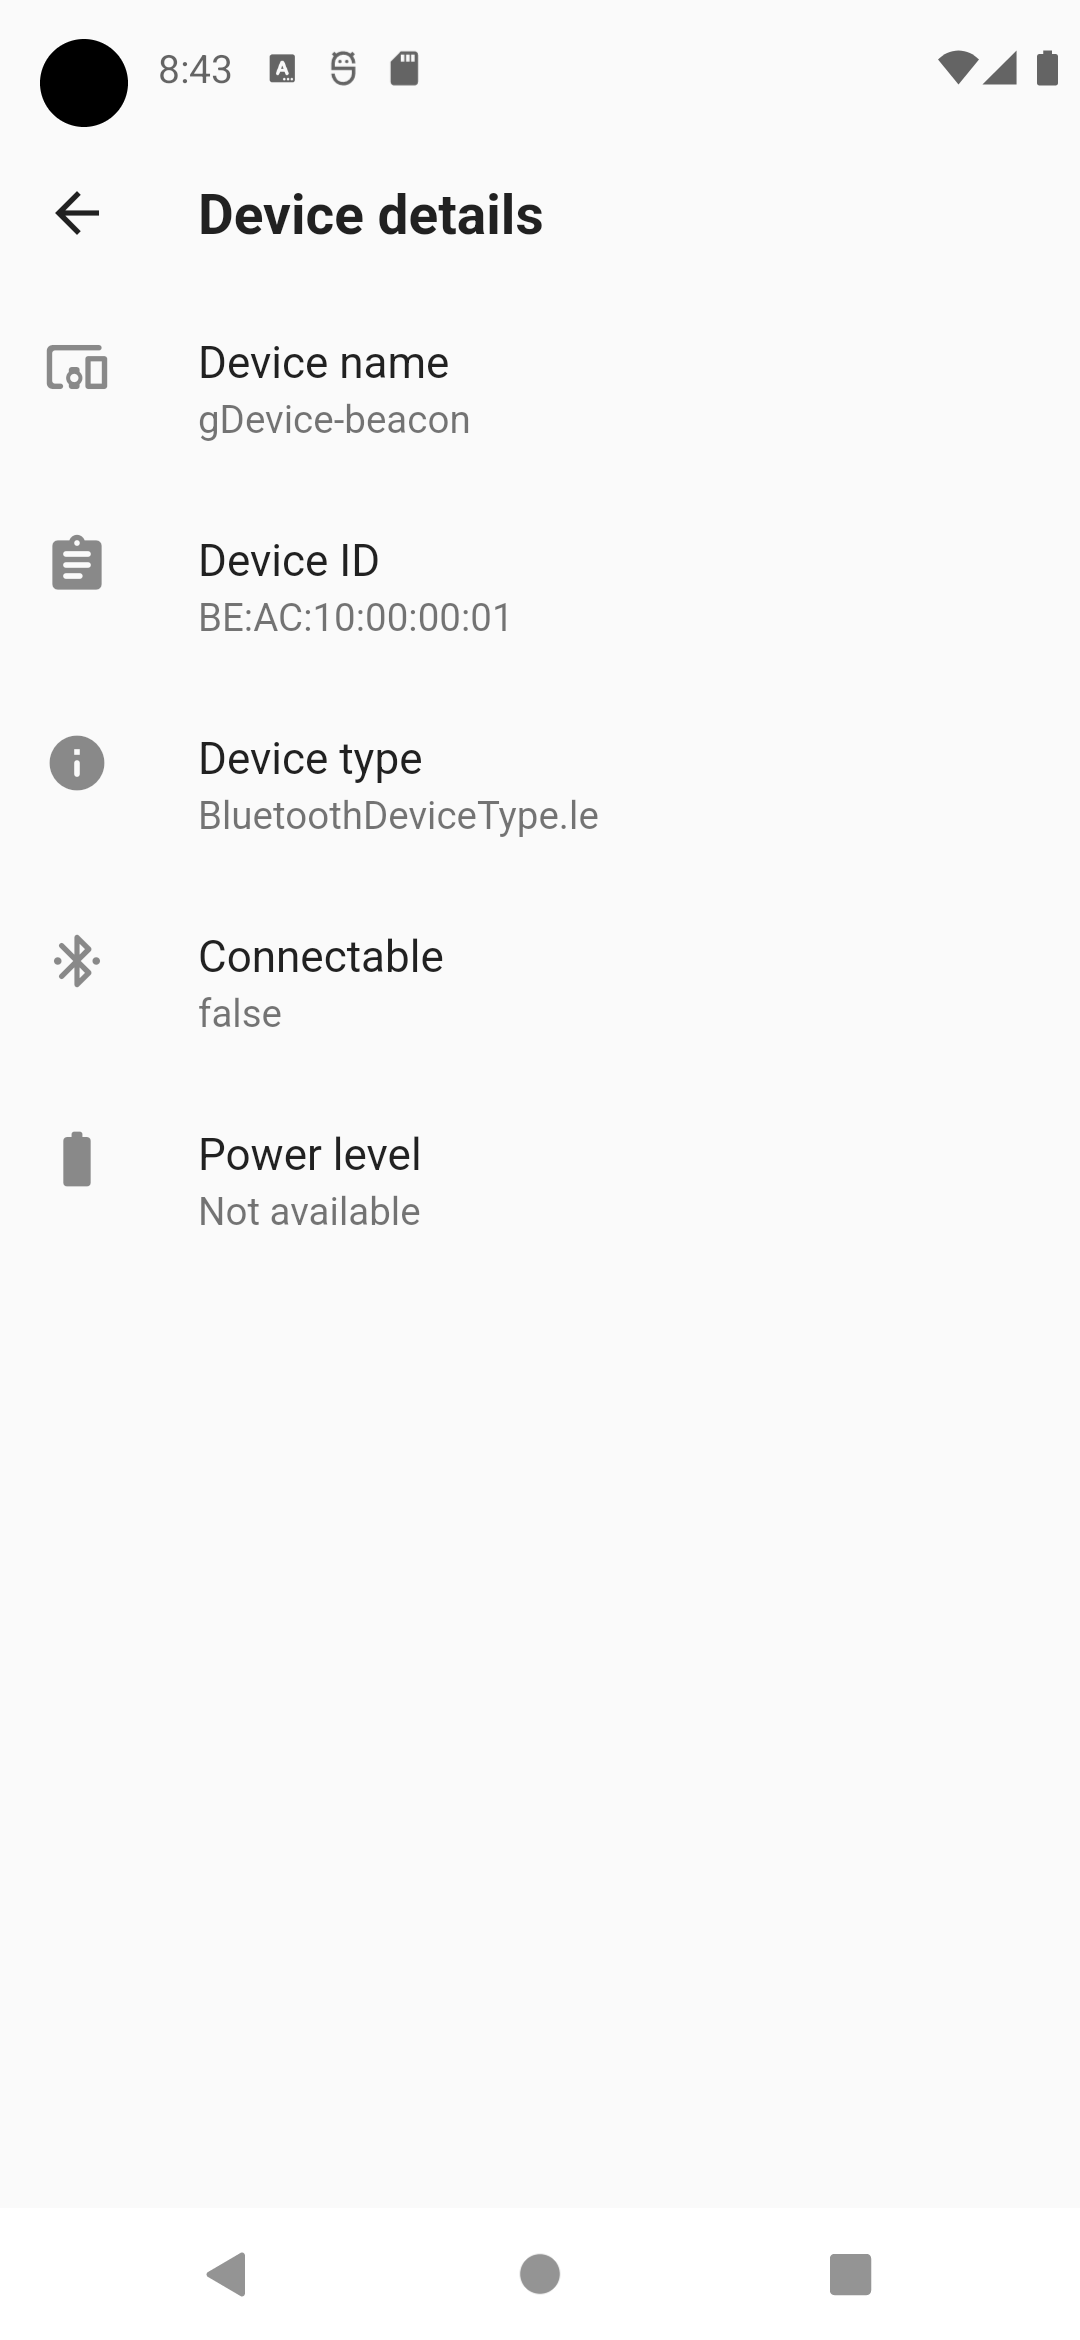 8:43
Device details
Device name
gDevice-beacon
Device ID
BE:AC:10:00:00:01
Device type
BluetoothDeviceType.le
Connectable
false
Power level
Not available